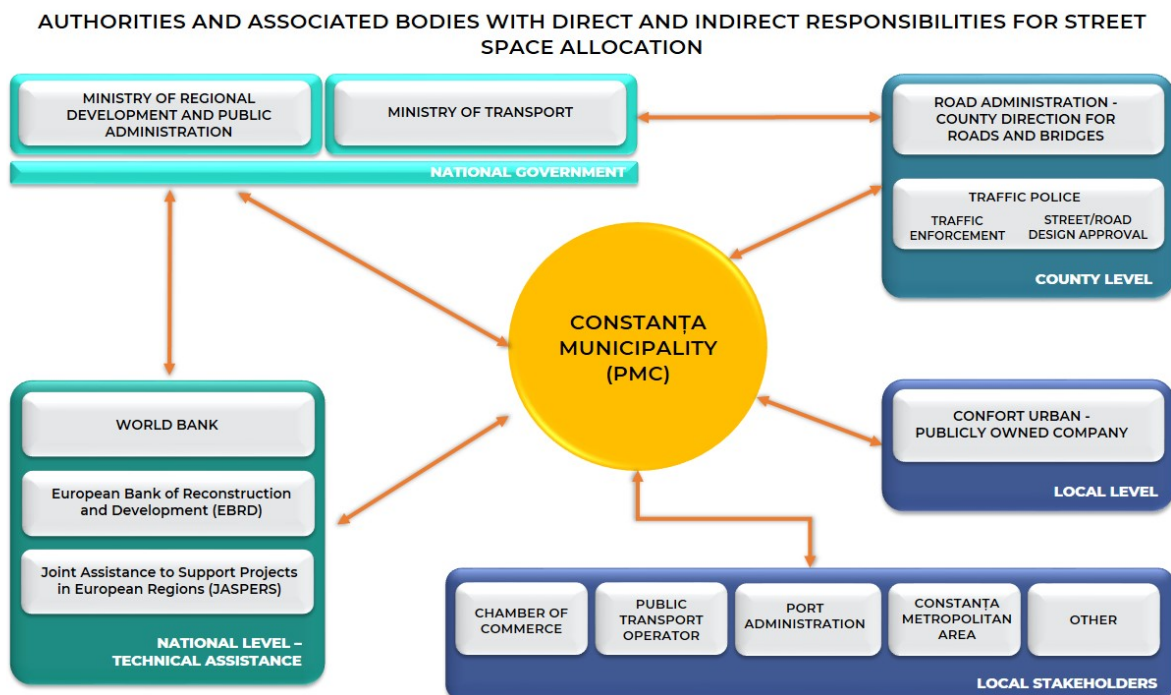 AUTHORITIES AND ASSOCIATED BODIES WITH DIRECT AND INDIRECT RESPONSIBILITIES FOR STREET
SPACE ALLOCATION
MINISTRY OF REGIONAL
DEVELOPMENT AND PUBLIC
ADMINISTRATION
MINISTRY OF TRANSPORT
NATIONAL GOVERNMENT
ROAD ADMINISTRATION -
COUNTY DIRECTION FOR
ROADS AND BRIDGES
TRAFFIC POLICE
TRAFFIC
ENFORCEMENT
STREET/ROAD
DESIGN APPROVAL
COUNTY LEVEL
CONSTANȚA
MUNICIPALITY
(PMC)
WORLD BANK
European Bank of Reconstruction
and Development (EBRD)
Joint Assistance to Support Projects
in European Regions (JASPERS)
NATIONAL LEVEL –
TECHNICAL ASSISTANCE
CONFORT URBAN -
PUBLICLY OWNED COMPANY
LOCAL LEVEL
CHAMBER OF
COMMERCE
PUBLIC
TRANSPORT
OPERATOR
PORT
ADMINISTRATION
CONSTANȚA
METROPOLITAN
AREA
OTHER
LOCAL STAKEHOLDERS